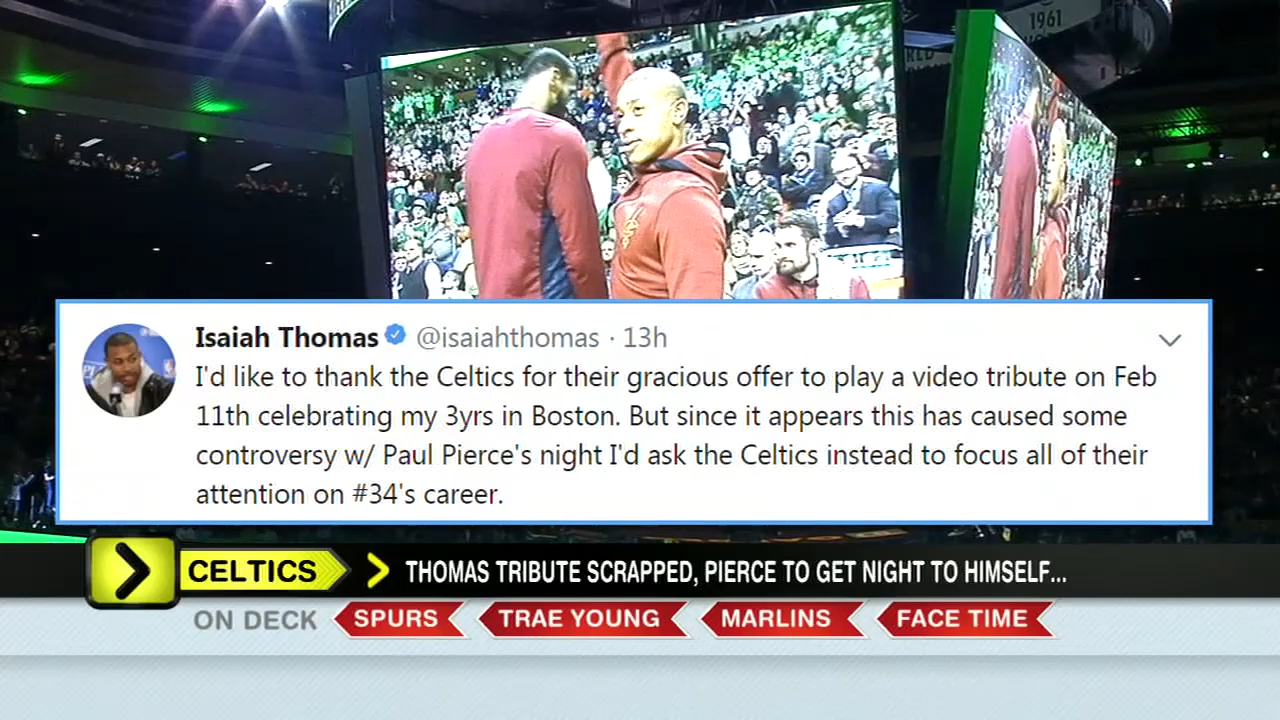 1961
Isaiah Thomas @isaiahthomas · 13h
I'd like to thank the Celtics for their gracious offer to play a video tribute on Feb
11th celebrating my 3yrs in Boston. But since it appears this has caused some
controversy w/ Paul Pierce's night I'd ask the Celtics instead to focus all of their
attention on #34's career.
CELTICS
THOMAS TRIBUTE SCRAPPED, PIERCE TO GET NIGHT TO HIMSELF...
ON DECK SPURS TRAE YOUNG MARLINS FACE TIME